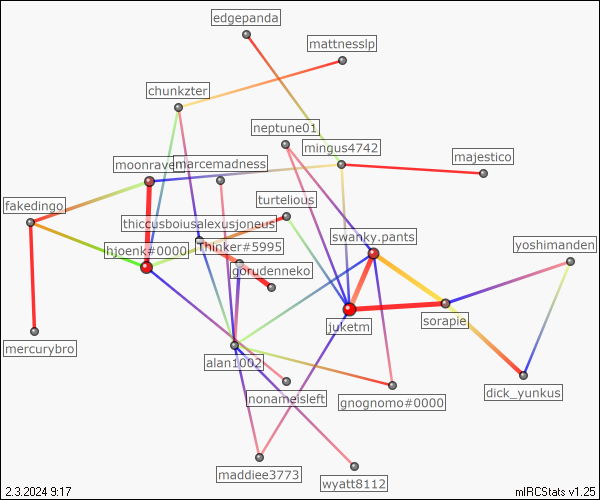 edgepanda
mattnesslp
chunkzter
neptune01
mingus4742
majestico
moonraven
marcemadness
fakedingo
turtelious
thiccusboiusalexusjoneus
swanky.pants
yoshimanden
hjoenk#0000
Thinker#5995
gorudenneko
juketm
sorapie
mercurybro
alan1002
dick_yunkus
nonameisleft
gnognomo#0000
maddiee3773
wyatt8112
2.3.2024 9:17
mIRCStats v1.25